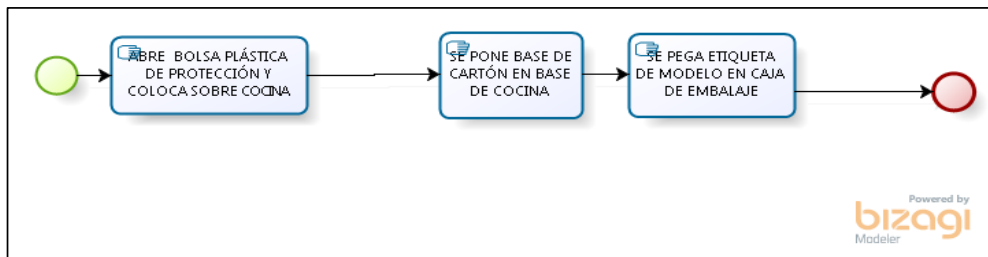 ABRE BOLSA PLÁSTICA
DE PROTECCIÓN Y
COLOCA SOBRE COCINA
SE PONE BASE DE
CARTÓN EN BASE
DE COCINA
SE PEGA ETIQUETA
DE MODELO EN CAJA
DE EMBALAJE
Powered by
bizagi
Modeler